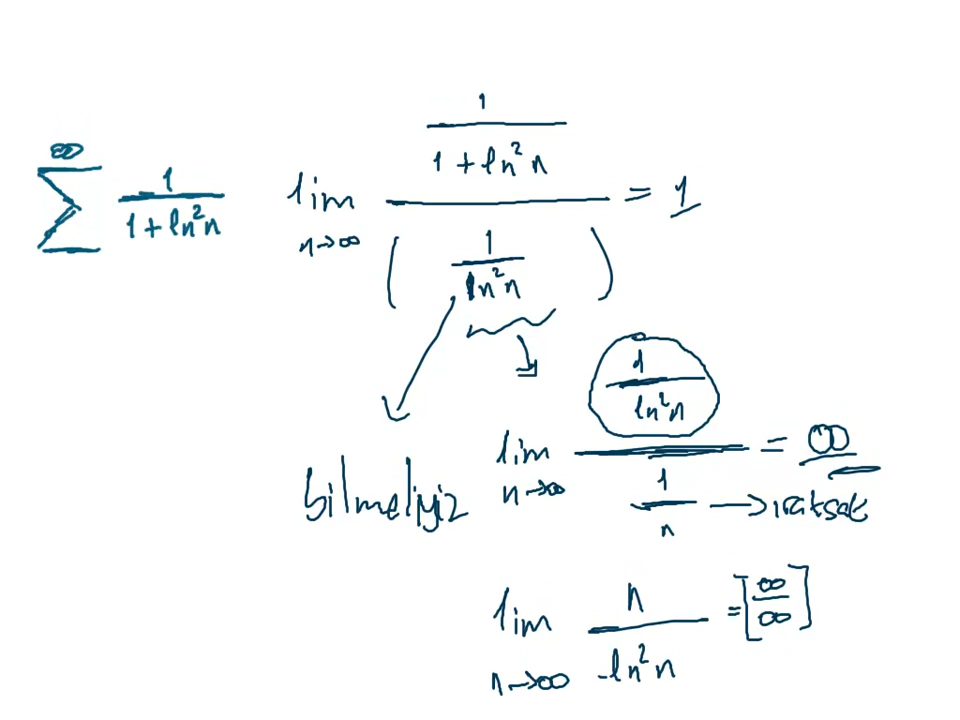 ∞
∑ 1/(1 + ln²n) lim n→∞ (1/(1 + ln²n)) / (1/(ln²n)) = 1
bilmeliyiz lim n→∞ (1/(ln²n)) / (1/n) = ∞
→ ıraksak
lim n→∞ n/(ln²n) = [∞/∞]